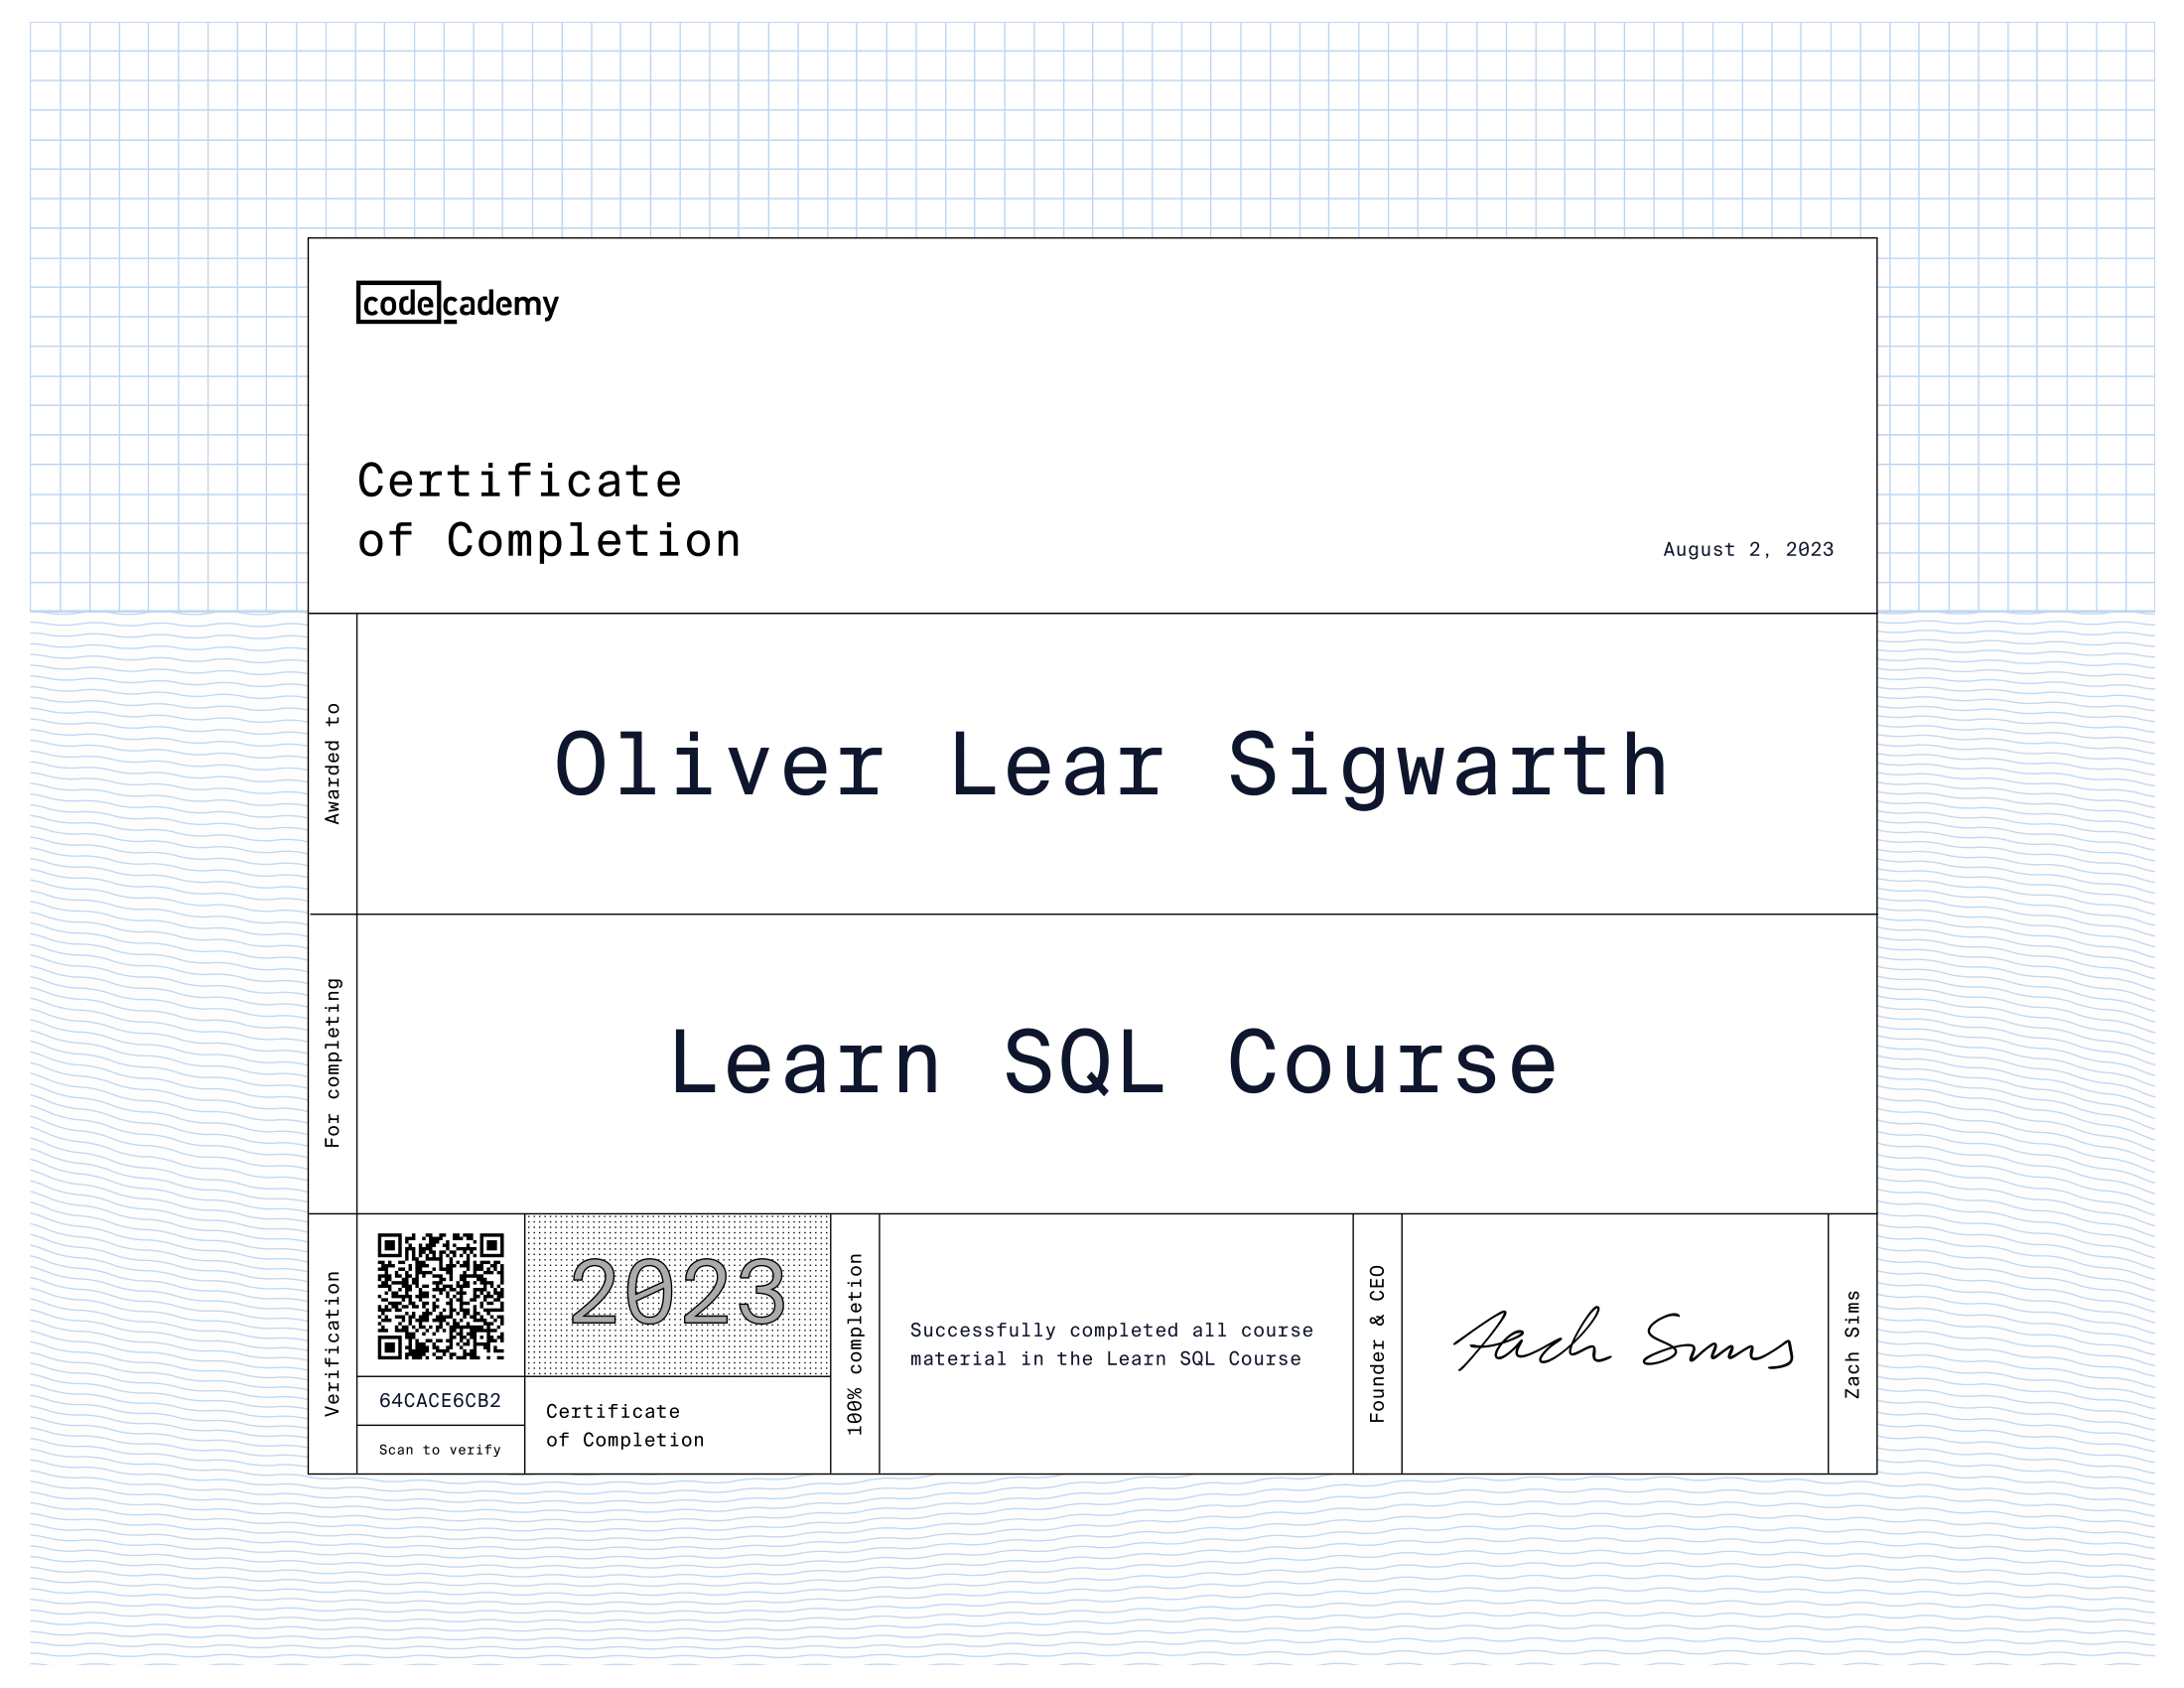 codecademy
Certificate
of Completion
August 2, 2023
Awarded to
Oliver Lear Sigwarth
For completing
Learn SQL Course
Verification
64CACE6CB2
Scan to verify
2023
Certificate
of Completion
100% completion
Successfully completed all course
material in the Learn SQL Course
Founder & CEO
Zach Sims
Zach Sims